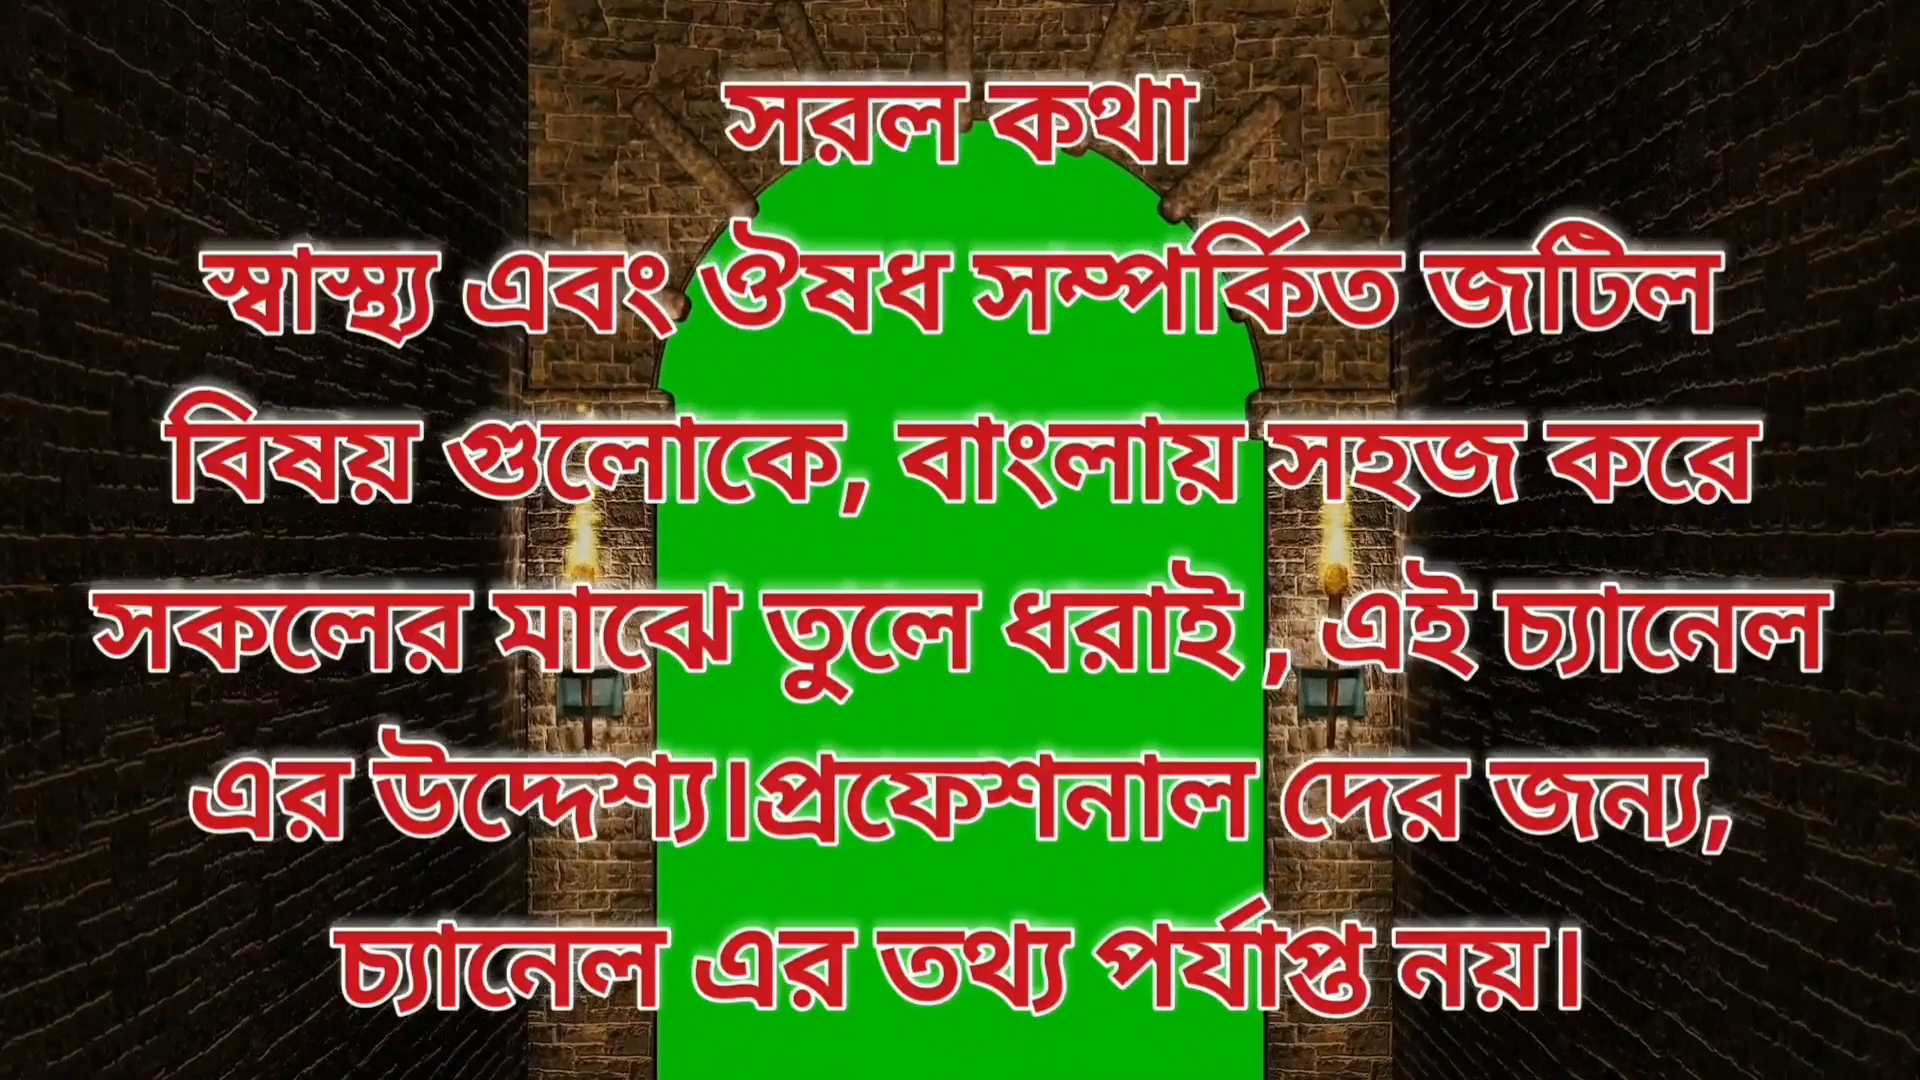 সরল কথা
স্বাস্থ্য এবং ঔষধ সম্পর্কিত জটিল
বিষয় গুলোকে, বাংলায় সহজ করে
সকলের মাঝে তুলে ধরাই , এই চ্যানেল
এর উদ্দেশ্য।প্রফেশনাল দের জন্য,
চ্যানেল এর তথ্য পর্যাপ্ত নয়।